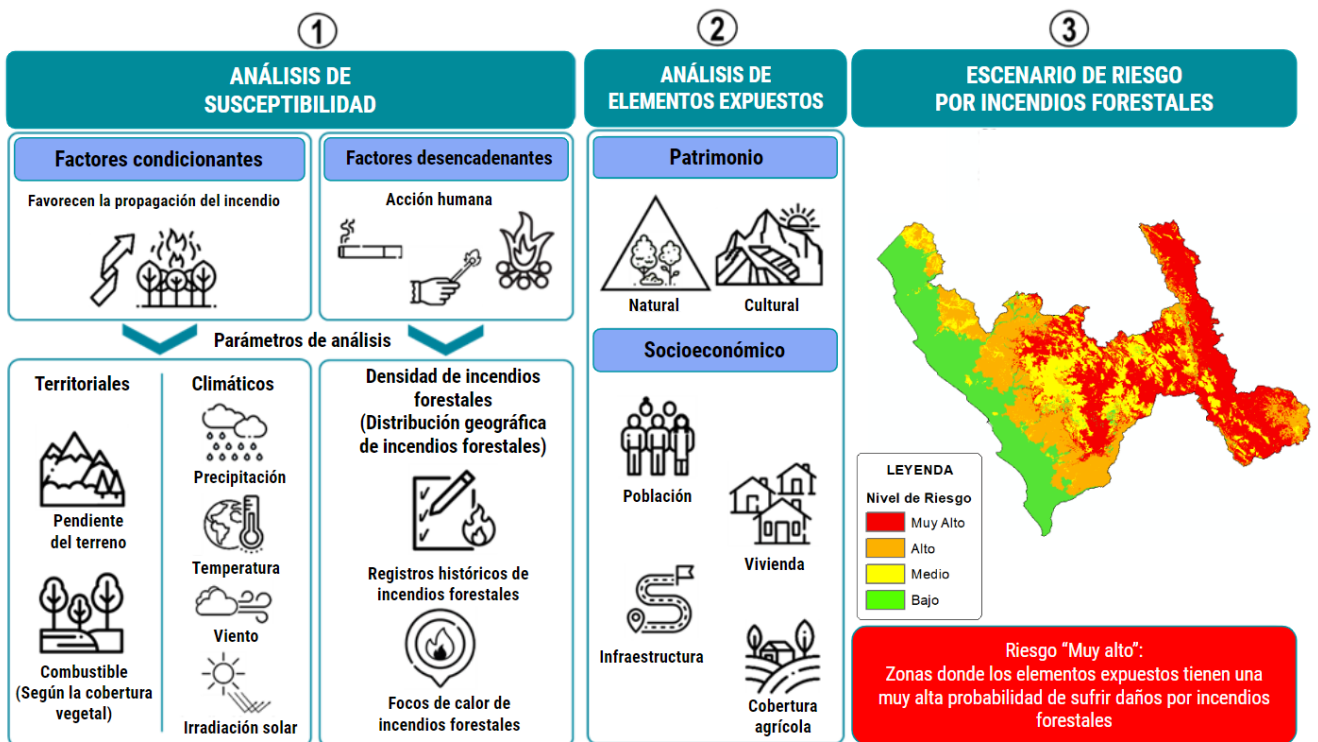 1
ANÁLISIS DE
SUSCEPTIBILIDAD
Factores condicionantes
Favorecen la propagación del incendio
Factores desencadenantes
Acción humana
Parámetros de análisis
Territoriales
Pendiente
del terreno
Combustible
(Según la cobertura
vegetal)
Climáticos
Precipitación
Temperatura
Viento
Irradiación solar
Densidad de incendios
forestales
(Distribución geográfica
de incendios forestales)
Registros históricos de
incendios forestales
Focos de calor de
incendios forestales
2
ANÁLISIS DE
ELEMENTOS EXPUESTOS
Patrimonio
Natural
Cultural
Socioeconómico
Población
Vivienda
Infraestructura
Cobertura
agrícola
3
ESCENARIO DE RIESGO
POR INCENDIOS FORESTALES
LEYENDA
Nivel de Riesgo
Muy Alto
Alto
Medio
Bajo
Riesgo “Muy alto”:
Zonas donde los elementos expuestos tienen una
muy alta probabilidad de sufrir daños por incendios
forestales